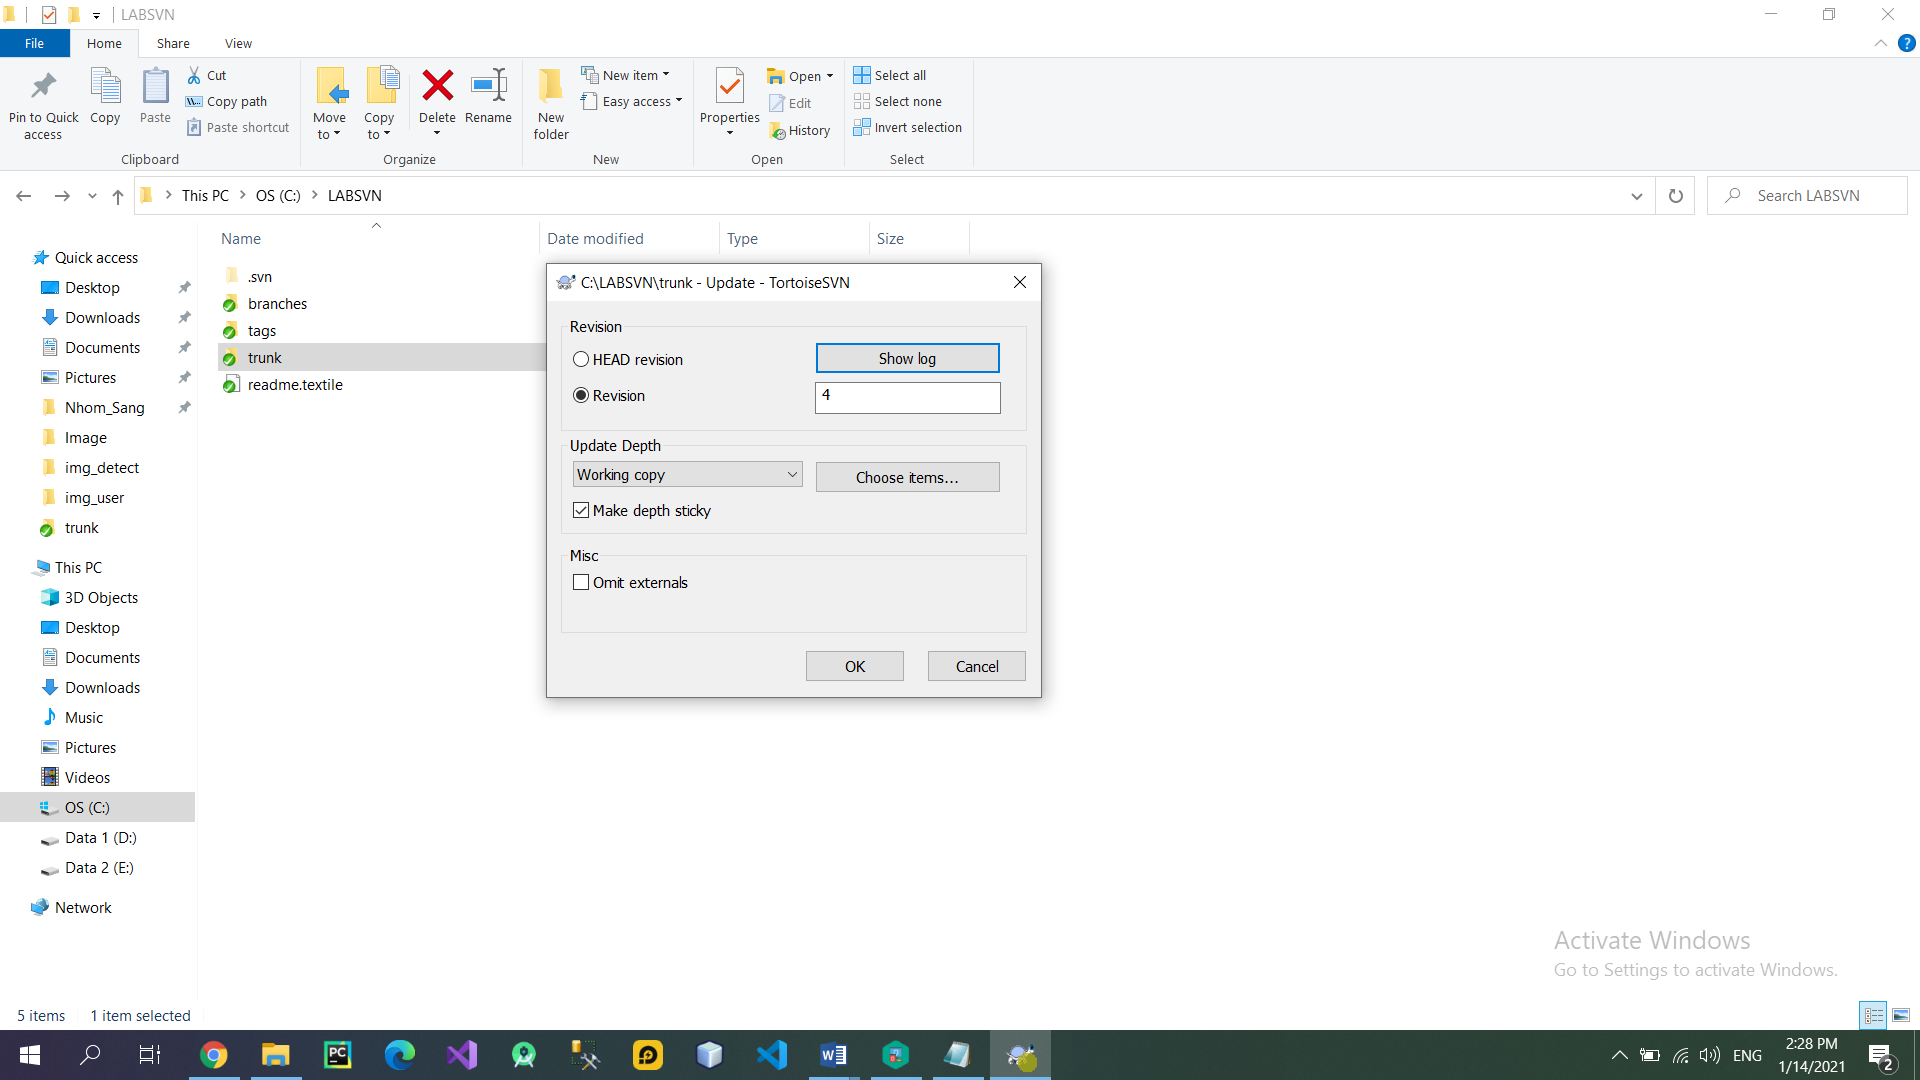 LABSVN
File
Home
Share
View
Pin to Quick access
Copy
Paste
Cut
Copy path
Paste shortcut
Clipboard
Move to
Copy to
Delete
Rename
Organize
New folder
New item
Easy access
New
Properties
Open
Edit
History
Open
Select all
Select none
Invert selection
Select
This PC
OS (C:)
LABSVN
Search LABSVN
Name
Date modified
Type
Size
Quick access
Desktop
Downloads
Documents
Pictures
Nhom_Sang
Image
img_detect
img_user
trunk
This PC
3D Objects
Desktop
Documents
Downloads
Music
Pictures
Videos
OS (C:)
Data 1 (D:)
Data 2 (E:)
Network
.svn
branches
tags
trunk
readme.textile
C:\LABSVN\trunk - Update - TortoiseSVN
Revision
HEAD revision
Show log
Revision
4
Update Depth
Working copy
Choose items...
Make depth sticky
Misc
Omit externals
OK
Cancel
Activate Windows
Go to Settings to activate Windows.
5 items
1 item selected
PC
ENG
2:28 PM
1/14/2021
2